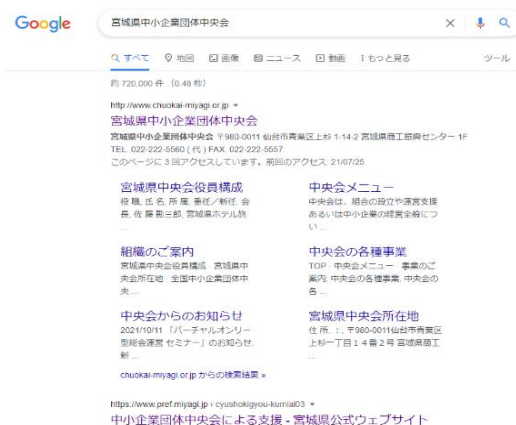 Google
宮城県中小企業団体中央会
すべて 地図 画像 ニュース 動画 もっと見る ツール
約 720,000 件 （0.48 秒）
http://www.chuokai-miyagi.or.jp
宮城県中小企業団体中央会
宮城県中小企業団体中央会 〒980-0011 仙台市青葉区上杉 1-14-2 宮城県商工振興センター 1F
TEL. 022-222-5560 ( 代 ) FAX. 022-222-5557
このページに 3 回アクセスしています。前回のアクセス: 21/07/25
宮城県中央会役員構成 中央会メニュー
役 職, 氏 名, 所 属, 重任／新任. 会 中央会は、組合の設立や運営支援
長, 佐 藤 勘三郎, 宮城県ホテル旅 あるいは中小企業の経営全般につ
... い ...
組織のご案内 中央会の各種事業
宮城県中央会役員構成 · 宮城県中 TOP · 中央会メニュー · 事業のご
央会所在地 · 全国中小企業団体中 案内; 中央会の各種事業. 中央会の
央 ... 各 ...
中央会からのお知らせ 宮城県中央会所在地
2021/10/11 「バーチャルオンリー 住 所, : , 〒980-0011仙台市青葉区
型総会運営 セミナー」のお知らせ. 上杉一丁目１４番２号 宮城県商工
新 ... ...
chuokai-miyagi.or.jp からの検索結果 »
https://www.pref.miyagi.jp › cyushokigyou-kumiai03
中小企業団体中央会による支援 - 宮城県公式ウェブサイト